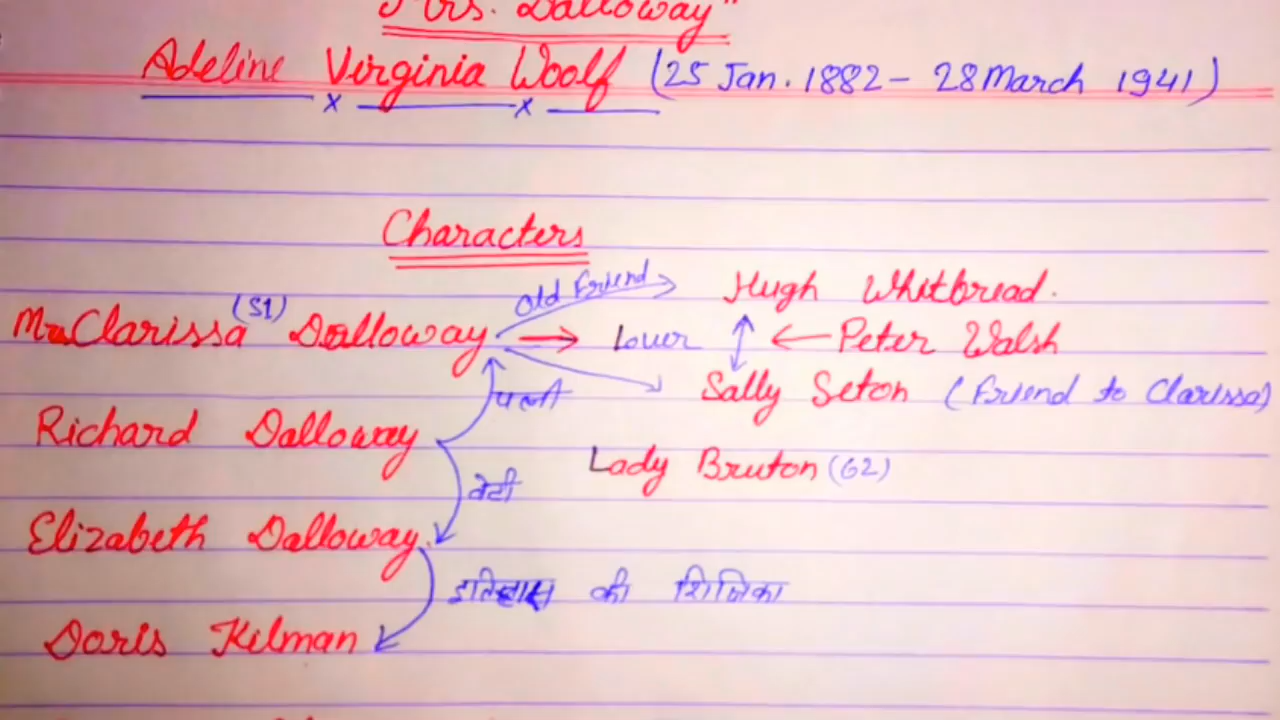 Mrs. Dalloway"
Adeline Virginia Woolf (25 Jan. 1882 - 28 March 1941)
Characters
Old Friend Hugh Whitbread.
Clarissa (51) Dalloway Lover Peter Walsh
पत्नी Sally Seton (Friend to Clarissa)
Richard Dalloway
Lady Bruton (62)
बेटी
Elizabeth Dalloway
इतिहास की शिक्षिका
Doris Kilman